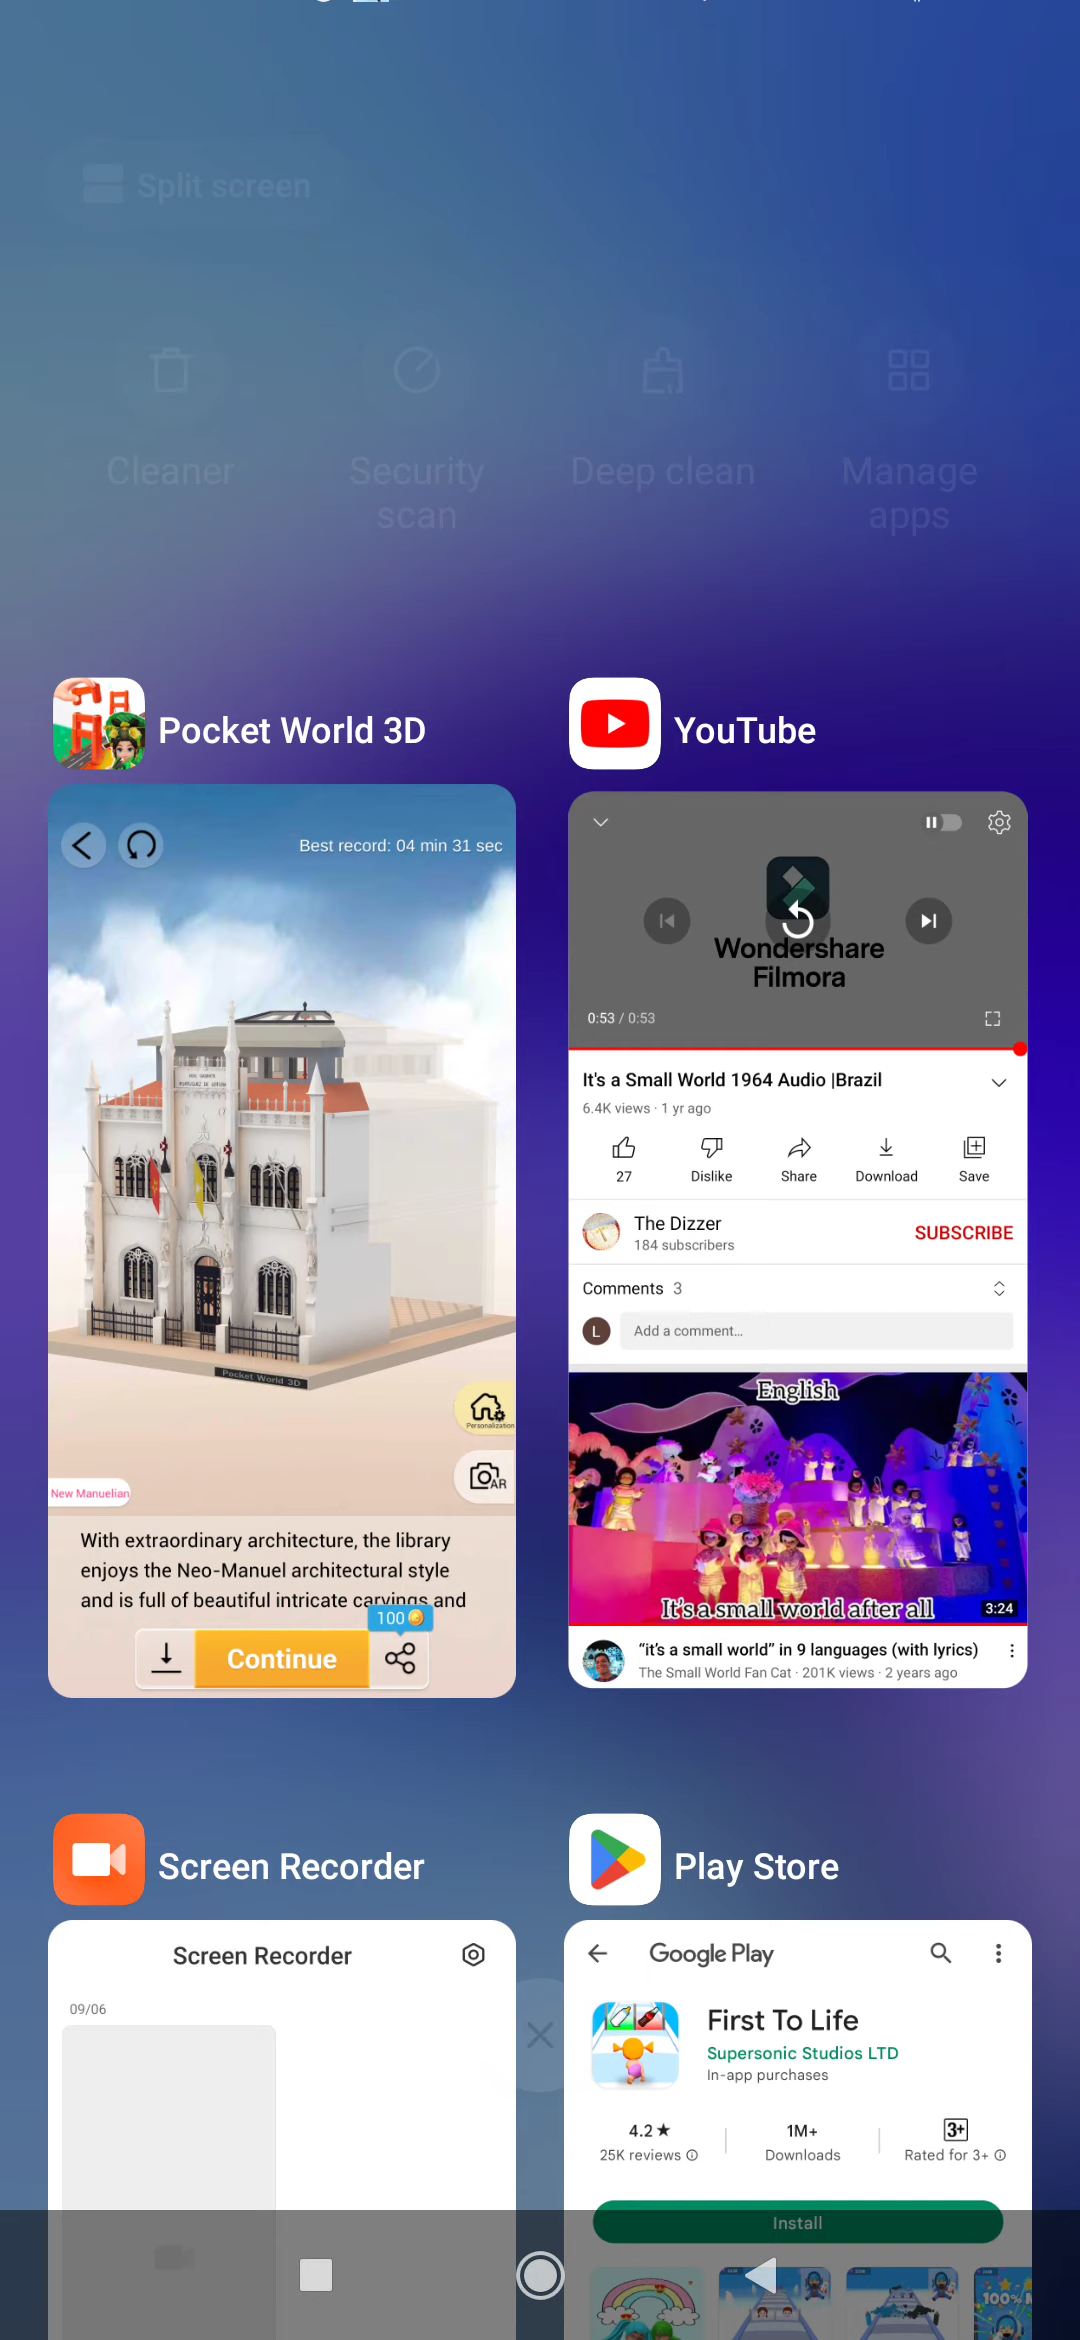 Split screen
Cleaner
Security scan
Deep clean
Manage apps
Pocket World 3D
YouTube
Best record: 04 min 31 sec
Pocket World 3D
Personalization
AR
New Manuelian
With extraordinary architecture, the library
enjoys the Neo-Manuel architectural style
and is full of beautiful intricate carvings and
100
Continue
Wondershare
Filmora
0:53 / 0:53
It's a Small World 1964 Audio |Brazil
6.4K views · 1 yr ago
27
Dislike
Share
Download
Save
The Dizzer
184 subscribers
SUBSCRIBE
Comments 3
L
Add a comment...
English
It's a small world after all
3:24
“it's a small world” in 9 languages (with lyrics)
The Small World Fan Cat · 201K views · 2 years ago
Screen Recorder
Play Store
Screen Recorder
09/06
Google Play
First To Life
Supersonic Studios LTD
In-app purchases
4.2★
25K reviews
1M+
Downloads
3+
Rated for 3+
Install
100%